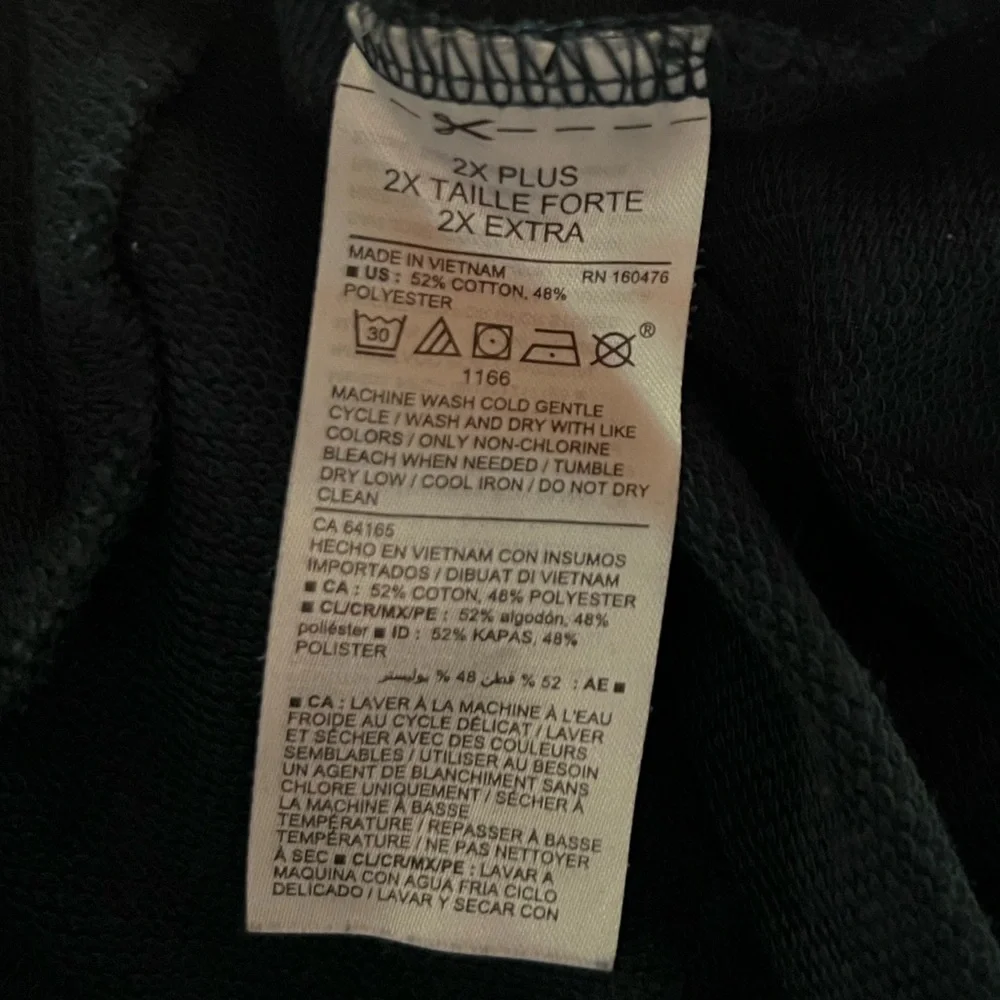 2X PLUS
2X TAILLE FORTE
2X EXTRA
MADE IN VIETNAM RN 160476
■ US : 52% COTTON, 48%
POLYESTER
30 ®
1166
MACHINE WASH COLD GENTLE
CYCLE / WASH AND DRY WITH LIKE
COLORS / ONLY NON-CHLORINE
BLEACH WHEN NEEDED / TUMBLE
DRY LOW / COOL IRON / DO NOT DRY
CLEAN
CA 64165
HECHO EN VIETNAM CON INSUMOS
IMPORTADOS / DIBUAT DI VIETNAM
■ CA : 52% COTON, 48% POLYESTER
■ CL/CR/MX/PE : 52% algodón, 48%
poliéster ■ ID : 52% KAPAS, 48%
POLISTER
■ AE : 52 % قطن 48 % بوليستر
■ CA : LAVER À LA MACHINE À L'EAU
FROIDE AU CYCLE DÉLICAT / LAVER
ET SÉCHER AVEC DES COULEURS
SEMBLABLES / UTILISER AU BESOIN
UN AGENT DE BLANCHIMENT SANS
CHLORE UNIQUEMENT / SÉCHER À
LA MACHINE À BASSE
TEMPÉRATURE / REPASSER À BASSE
TEMPÉRATURE / NE PAS NETTOYER
À SEC ■ CL/CR/MX/PE : LAVAR A
MAQUINA CON AGUA FRIA CICLO
DELICADO / LAVAR Y SECAR CON